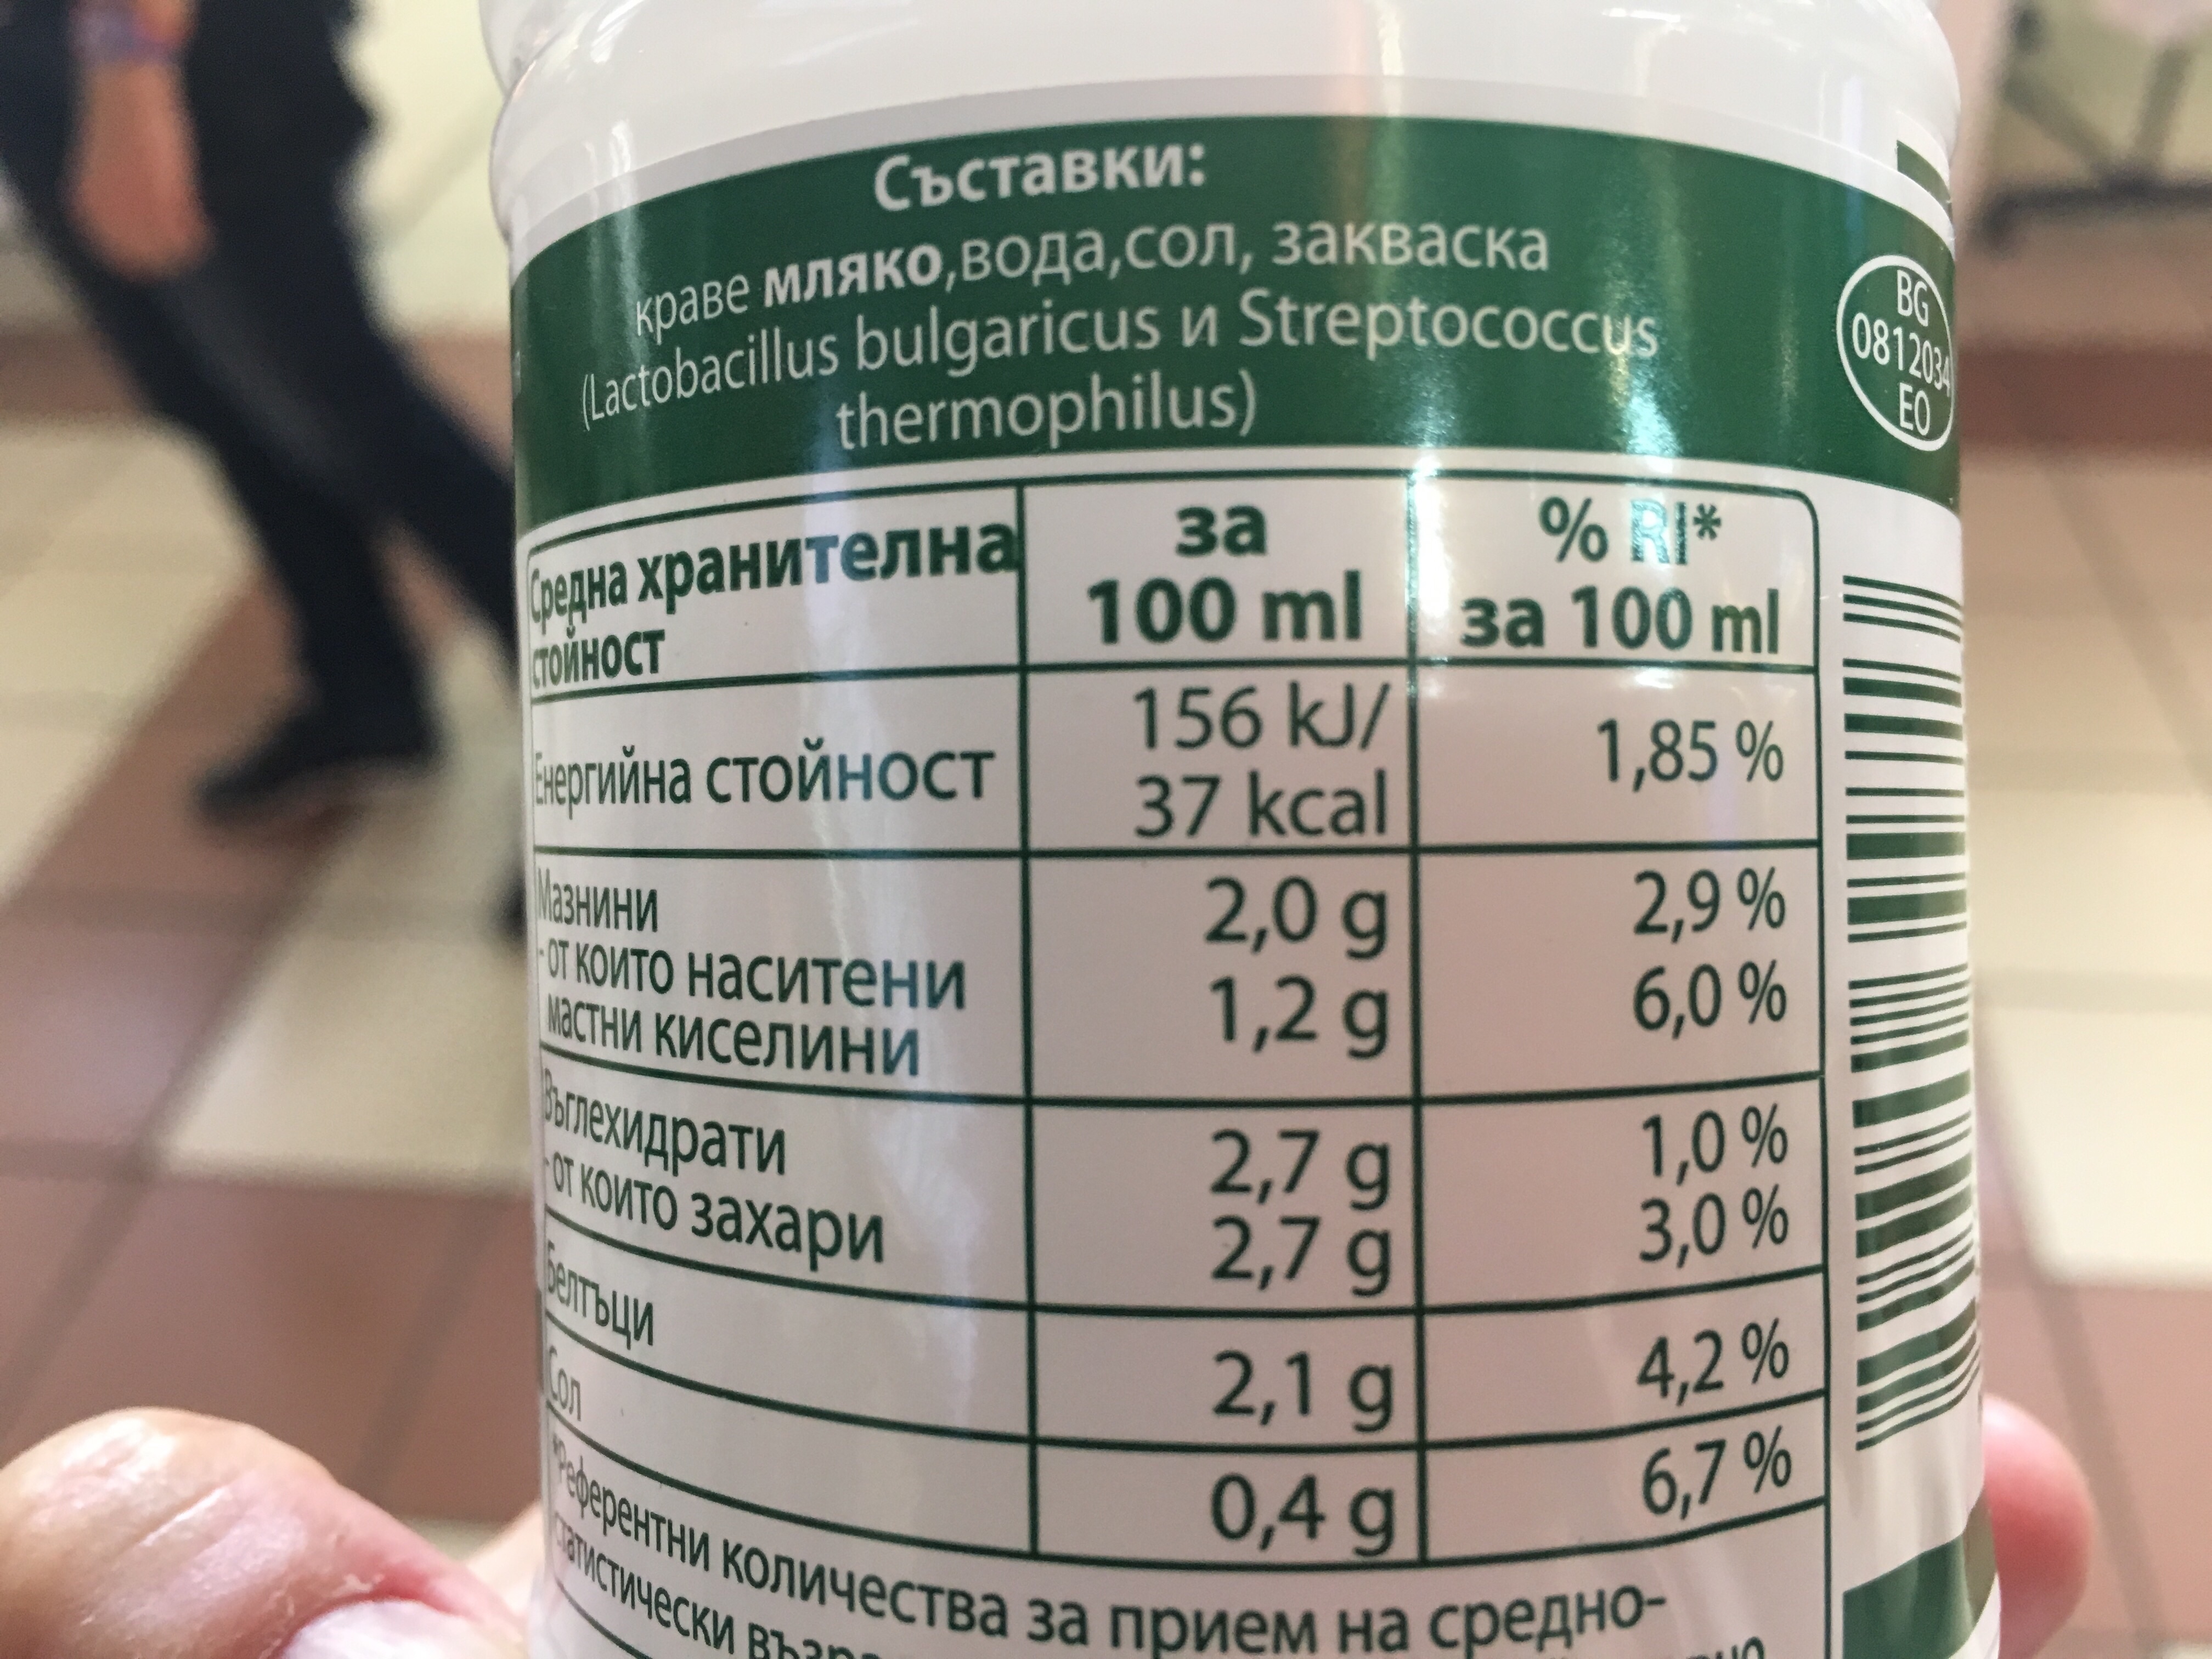 Съставки:
краве мляко,вода,сол, закваска
(Lactobacillus bulgaricus и Streptococcus
thermophilus)
BG
0812034
EO
Средна хранителна
стойност
за
100 ml
% RI*
за 100 ml
Енергийна стойност
156 kJ/
37 kcal
1,85 %
Мазнини
2,0 g
2,9 %
- от които наситени
мастни киселини
1,2 g
6,0 %
Въглехидрати
2,7 g
1,0 %
- от които захари
2,7 g
3,0 %
Белтъци
2,1 g
4,2 %
Сол
0,4 g
6,7 %
*Референтни количества за прием на средно-
статистически